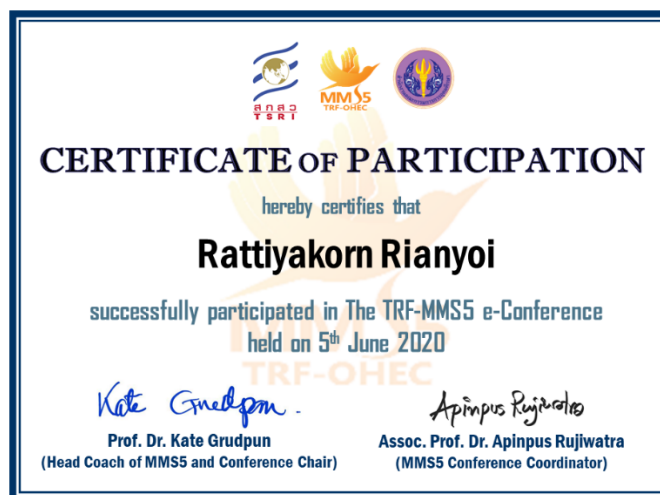 สกสว
TSRI
MMS5
TRF-OHEC
CERTIFICATE OF PARTICIPATION
hereby certifies that
Rattiyakorn Rianyoi
successfully participated in The TRF-MMS5 e-Conference
held on 5th June 2020
MMS5
TRF-OHEC
Kate Grudpun.
Apinpus Rujiwatra
Prof. Dr. Kate Grudpun
(Head Coach of MMS5 and Conference Chair)
Assoc. Prof. Dr. Apinpus Rujiwatra
(MMS5 Conference Coordinator)